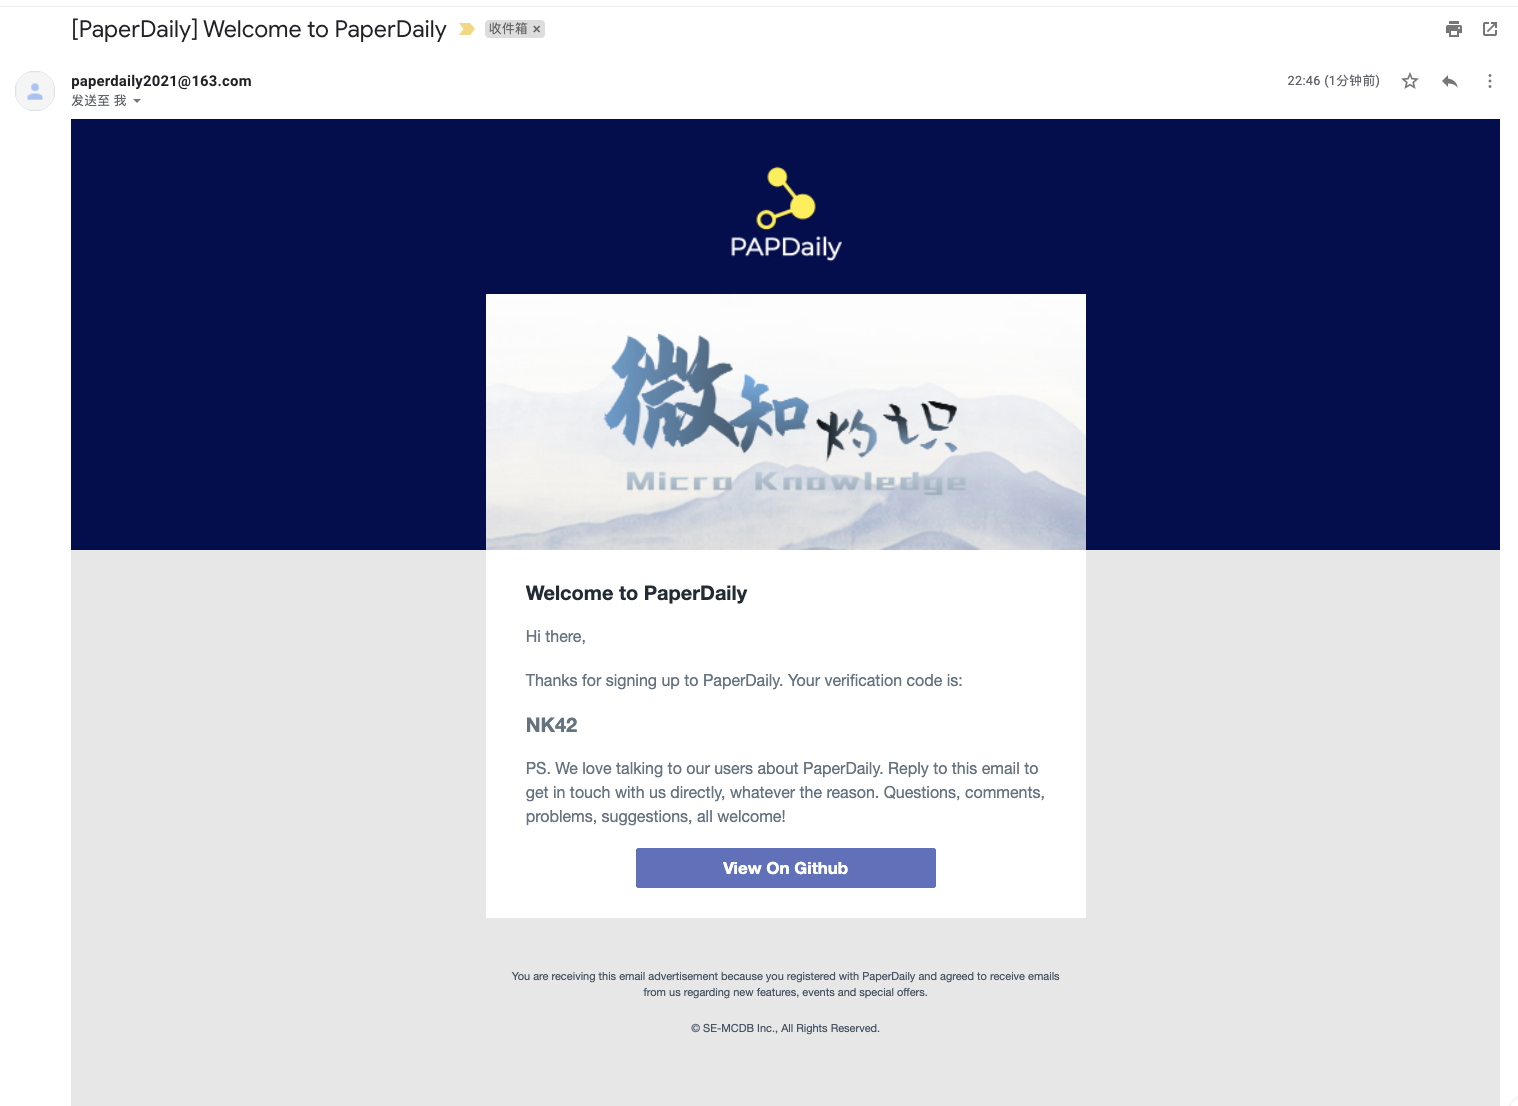 [PaperDaily] Welcome to PaperDaily 收件箱 ×
paperdaily2021@163.com 22:46 (1分钟前)
发送至 我
PAPDaily
微知灼识
Micro Knowledge
Welcome to PaperDaily
Hi there,
Thanks for signing up to PaperDaily. Your verification code is:
NK42
PS. We love talking to our users about PaperDaily. Reply to this email to
get in touch with us directly, whatever the reason. Questions, comments,
problems, suggestions, all welcome!
View On Github
You are receiving this email advertisement because you registered with PaperDaily and agreed to receive emails
from us regarding new features, events and special offers.
© SE-MCDB Inc., All Rights Reserved.